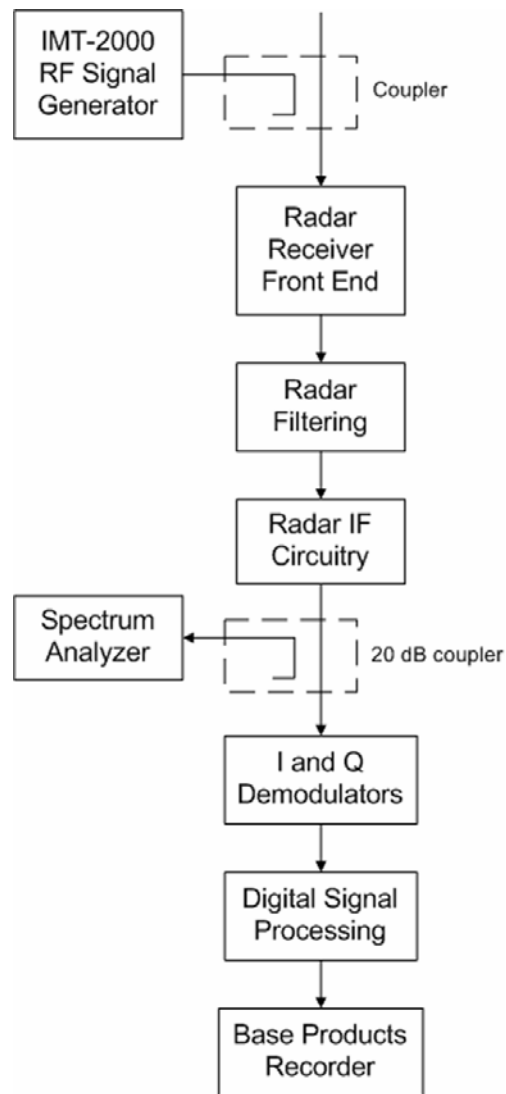 IMT-2000
RF Signal
Generator
Coupler
Radar
Receiver
Front End
Radar
Filtering
Radar IF
Circuitry
Spectrum
Analyzer
20 dB coupler
I and Q
Demodulators
Digital Signal
Processing
Base Products
Recorder